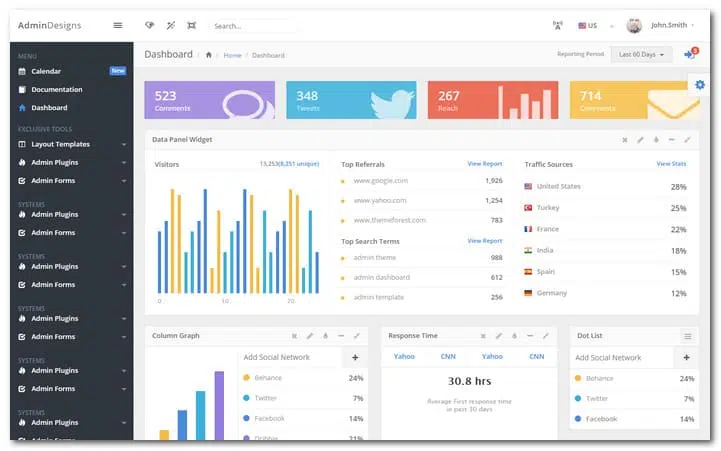 AdminDesigns
Search...
US
John.Smith
MENU
Calendar New
Documentation
Dashboard
EXCLUSIVE TOOLS
Layout Templates
Admin Plugins
Admin Forms
SYSTEMS
Admin Plugins
Admin Forms
SYSTEMS
Admin Plugins
Admin Forms
SYSTEMS
Admin Plugins
Admin Forms
SYSTEMS
Admin Plugins
Admin Forms
SYSTEMS
Admin Plugins
Dashboard / / Home / Dashboard
Reporting Period Last 60 Days
523
Comments
348
Tweets
267
Reach
714
Comments
Data Panel Widget
Visitors 13,253(8,251 unique)
0 10 20
Top Referrals View Report
www.google.com 1,926
www.yahoo.com 1,254
www.themeforest.com 783
Top Search Terms View Report
admin theme 988
admin dashboard 612
admin template 256
Traffic Sources View Stats
United States 28%
Turkey 25%
France 22%
India 18%
Spain 15%
Germany 12%
Column Graph
Add Social Network +
Behance 24%
Twitter 7%
Facebook 14%
Dribble 21%
Response Time
Yahoo CNN Yahoo CNN
30.8 hrs
Average First response time
in past 30 days
Dot List
Add Social Network +
Behance 24%
Twitter 7%
Facebook 14%